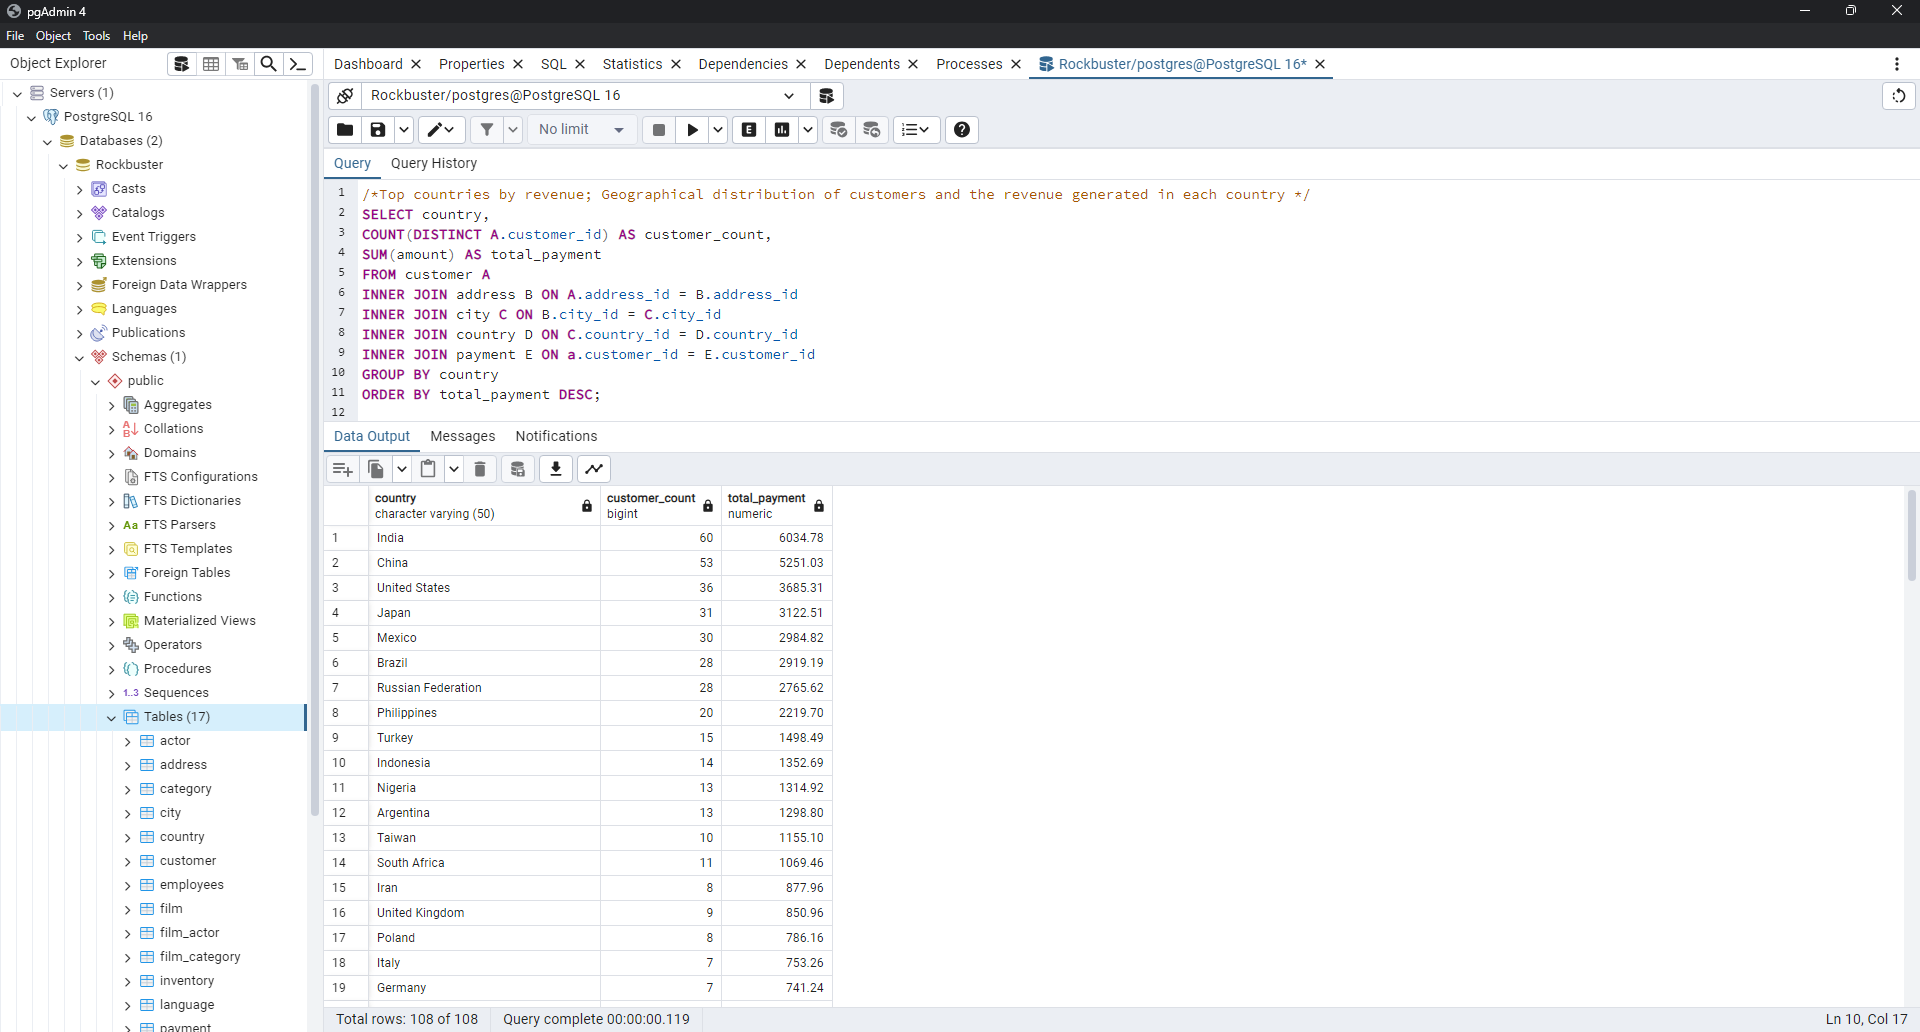 pgAdmin 4
File Object Tools Help
Object Explorer
Dashboard Properties SQL Statistics Dependencies Dependents Processes Rockbuster/postgres@PostgreSQL 16*
Servers (1)
PostgreSQL 16
Databases (2)
Rockbuster
Casts
Catalogs
Event Triggers
Extensions
Foreign Data Wrappers
Languages
Publications
Schemas (1)
public
Aggregates
Collations
Domains
FTS Configurations
FTS Dictionaries
Aa FTS Parsers
FTS Templates
Foreign Tables
Functions
Materialized Views
Operators
Procedures
1..3 Sequences
Tables (17)
actor
address
category
city
country
customer
employees
film
film_actor
film_category
inventory
language
payment
Rockbuster/postgres@PostgreSQL 16
No limit
E
Query Query History
1 /*Top countries by revenue; Geographical distribution of customers and the revenue generated in each country */
2 SELECT country,
3 COUNT(DISTINCT A.customer_id) AS customer_count,
4 SUM(amount) AS total_payment
5 FROM customer A
6 INNER JOIN address B ON A.address_id = B.address_id
7 INNER JOIN city C ON B.city_id = C.city_id
8 INNER JOIN country D ON C.country_id = D.country_id
9 INNER JOIN payment E ON a.customer_id = E.customer_id
10 GROUP BY country
11 ORDER BY total_payment DESC;
12
Data Output Messages Notifications
country customer_count total_payment
character varying (50) bigint numeric
1 India 60 6034.78
2 China 53 5251.03
3 United States 36 3685.31
4 Japan 31 3122.51
5 Mexico 30 2984.82
6 Brazil 28 2919.19
7 Russian Federation 28 2765.62
8 Philippines 20 2219.70
9 Turkey 15 1498.49
10 Indonesia 14 1352.69
11 Nigeria 13 1314.92
12 Argentina 13 1298.80
13 Taiwan 10 1155.10
14 South Africa 11 1069.46
15 Iran 8 877.96
16 United Kingdom 9 850.96
17 Poland 8 786.16
18 Italy 7 753.26
19 Germany 7 741.24
Total rows: 108 of 108 Query complete 00:00:00.119 Ln 10, Col 17